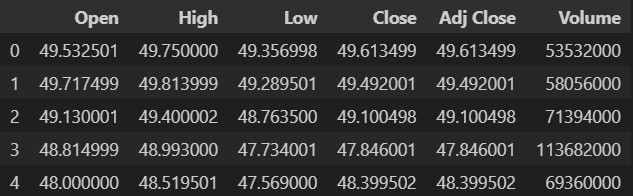 Open High Low Close Adj Close Volume
0 49.532501 49.750000 49.356998 49.613499 49.613499 53532000
1 49.717499 49.813999 49.289501 49.492001 49.492001 58056000
2 49.130001 49.400002 48.763500 49.100498 49.100498 71394000
3 48.814999 48.993000 47.734001 47.846001 47.846001 113682000
4 48.000000 48.519501 47.569000 48.399502 48.399502 69360000